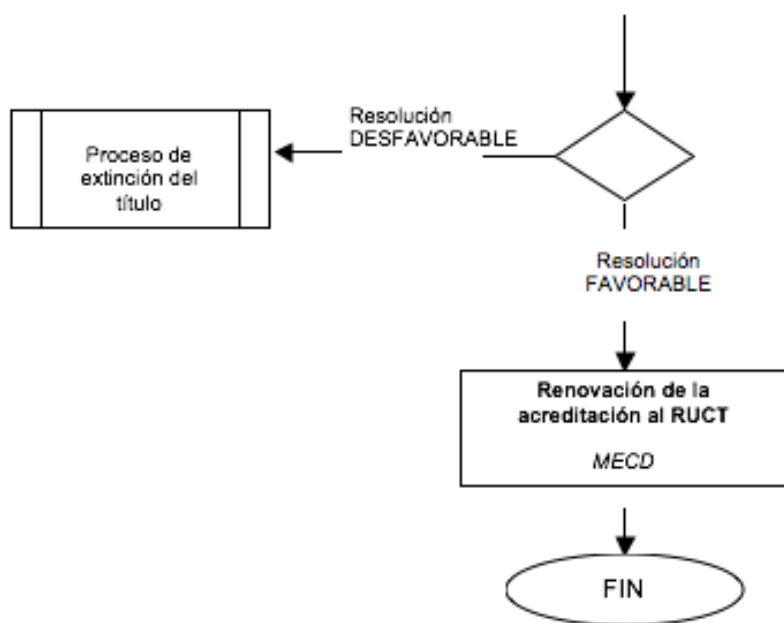 Resolución
DESFAVORABLE
Proceso de
extinción del
título
Resolución
FAVORABLE
Renovación de la
acreditación al RUCT
MECD
FIN